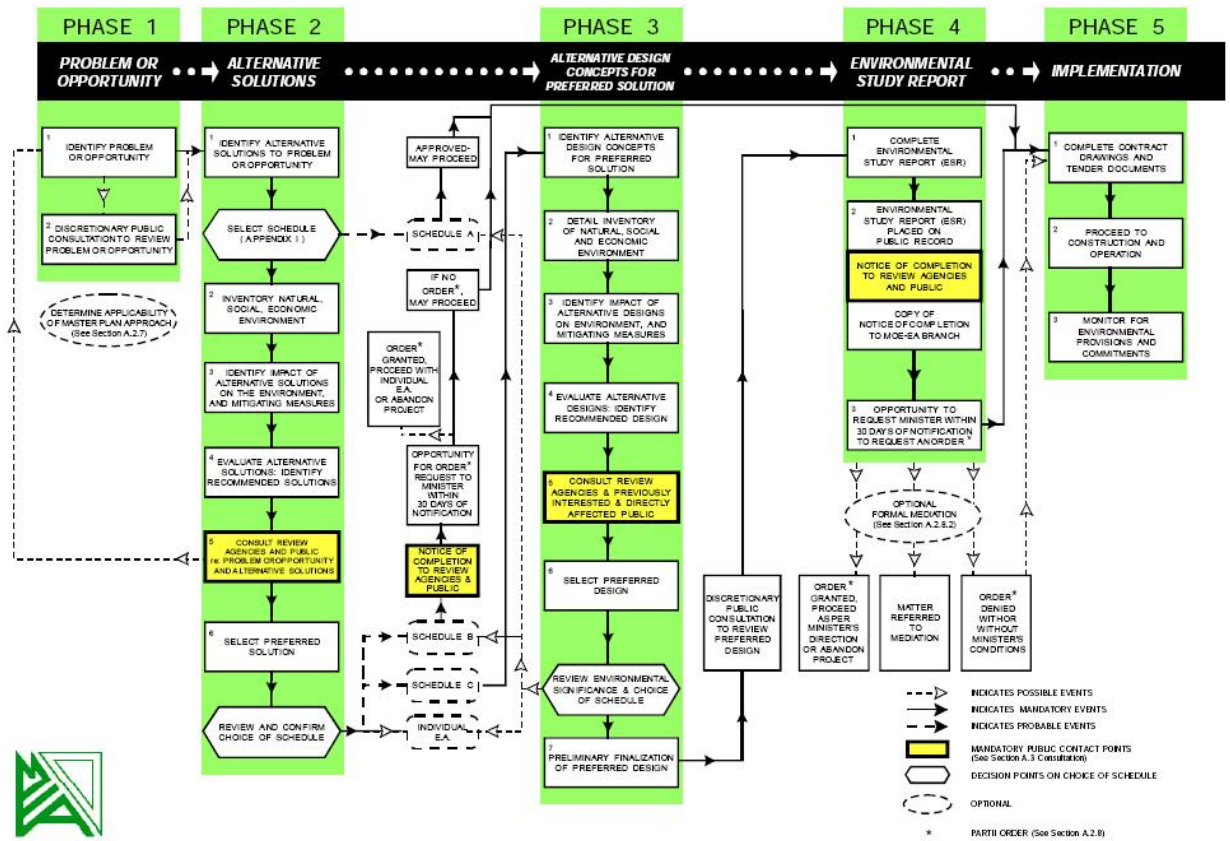 PHASE 1
PHASE 2
PHASE 3
PHASE 4
PHASE 5
PROBLEM OR
OPPORTUNITY
ALTERNATIVE
SOLUTIONS
ALTERNATIVE DESIGN
CONCEPTS FOR
PREFERRED SOLUTION
ENVIRONMENTAL
STUDY REPORT
IMPLEMENTATION
1 IDENTIFY PROBLEM
OR OPPORTUNITY
2 DISCRETIONARY PUBLIC
CONSULTATION TO REVIEW
PROBLEM OR OPPORTUNITY
DETERMINE APPLICABILITY
OF MASTER PLAN APPROACH
(See Section A.2.7)
1 IDENTIFY ALTERNATIVE
SOLUTIONS TO PROBLEM
OR OPPORTUNITY
SELECT SCHEDULE
(APPENDIX I)
2 INVENTORY NATURAL,
SOCIAL, ECONOMIC
ENVIRONMENT
3 IDENTIFY IMPACT OF
ALTERNATIVE SOLUTIONS
ON THE ENVIRONMENT,
AND MITIGATING MEASURES
4 EVALUATE ALTERNATIVE
SOLUTIONS: IDENTIFY
RECOMMENDED SOLUTIONS
5 CONSULT REVIEW
AGENCIES AND PUBLIC
re: PROBLEM OR OPPORTUNITY
AND ALTERNATIVE SOLUTIONS
6 SELECT PREFERRED
SOLUTION
REVIEW AND CONFIRM
CHOICE OF SCHEDULE
APPROVED-
MAY PROCEED
SCHEDULE A
IF NO
ORDER*,
MAY PROCEED
ORDER*
GRANTED,
PROCEED WITH
INDIVIDUAL
E.A.
OR ABANDON
PROJECT
OPPORTUNITY
FOR ORDER*
REQUEST TO
MINISTER
WITHIN
30 DAYS OF
NOTIFICATION
NOTICE OF
COMPLETION
TO REVIEW
AGENCIES &
PUBLIC
SCHEDULE B
SCHEDULE C
INDIVIDUAL
E.A.
1 IDENTIFY ALTERNATIVE
DESIGN CONCEPTS
FOR PREFERRED
SOLUTION
2 DETAIL INVENTORY
OF NATURAL, SOCIAL
AND ECONOMIC
ENVIRONMENT
3 IDENTIFY IMPACT OF
ALTERNATIVE DESIGNS
ON ENVIRONMENT, AND
MITIGATING MEASURES
4 EVALUATE ALTERNATIVE
DESIGNS: IDENTIFY
RECOMMENDED DESIGN
5 CONSULT REVIEW
AGENCIES & PREVIOUSLY
INTERESTED & DIRECTLY
AFFECTED PUBLIC
6 SELECT PREFERRED
DESIGN
REVIEW ENVIRONMENTAL
SIGNIFICANCE & CHOICE
OF SCHEDULE
7 PRELIMINARY FINALIZATION
OF PREFERRED DESIGN
DISCRETIONARY
PUBLIC
CONSULTATION
TO REVIEW
PREFERRED
DESIGN
1 COMPLETE
ENVIRONMENTAL
STUDY REPORT (ESR)
2 ENVIRONMENTAL
STUDY REPORT (ESR)
PLACED ON
PUBLIC RECORD
NOTICE OF COMPLETION
TO REVIEW AGENCIES
AND PUBLIC
COPY OF
NOTICE OF COMPLETION
TO MOE-EA BRANCH
3 OPPORTUNITY TO
REQUEST MINISTER WITHIN
30 DAYS OF NOTIFICATION
TO REQUEST AN ORDER*
OPTIONAL
FORMAL MEDIATION
(See Section A.2.8.2)
ORDER*
GRANTED,
PROCEED
AS PER
MINISTER'S
DIRECTION
OR ABANDON
PROJECT
MATTER
REFERRED
TO
MEDIATION
ORDER*
DENIED
WITH OR
WITHOUT
MINISTER'S
CONDITIONS
1 COMPLETE CONTRACT
DRAWINGS AND
TENDER DOCUMENTS
2 PROCEED TO
CONSTRUCTION AND
OPERATION
3 MONITOR FOR
ENVIRONMENTAL
PROVISIONS AND
COMMITMENTS
INDICATES POSSIBLE EVENTS
INDICATES MANDATORY EVENTS
INDICATES PROBABLE EVENTS
MANDATORY PUBLIC CONTACT POINTS
(See Section A.3 Consultation)
DECISION POINTS ON CHOICE OF SCHEDULE
OPTIONAL
* PART II ORDER (See Section A.2.8)
MEA